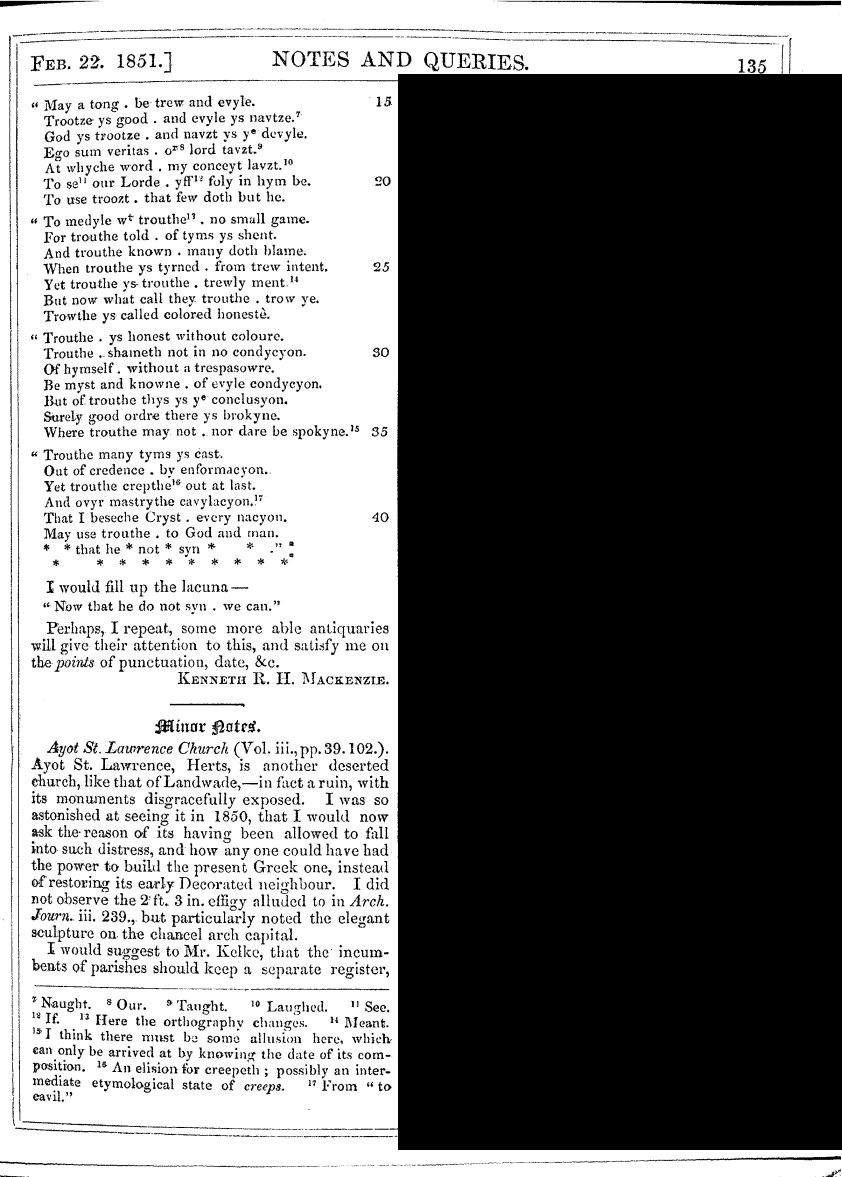 FEB. 22. 1851.] NOTES AND QUERIES. 135
“ May a tong . be trew and evyle. 15
Trootze ys good . and evyle ys navtze.⁷
God ys trootze . and navzt ys yᵉ devyle.
Ego sum veritas . oʳ⁸ lord tavzt.⁹
At whyche word . my conceyt lavzt.¹⁰
To se¹¹ our Lorde . yff¹² foly in hym be. 20
To use troozt . that few doth but he.
“ To medyle wᵗ trouthe¹³ . no small game.
For trouthe told . of tyms ys shent.
And trouthe known . many doth blame.
When trouthe ys tyrned . from trew intent. 25
Yet trouthe ys trouthe . trewly ment.¹⁴
But now what call they trouthe . trow ye.
Trowthe ys called colored honestè.
“ Trouthe . ys honest without coloure.
Trouthe . shameth not in no condycyon. 30
Of hymself . without a trespasowre.
Be myst and knowne . of evyle condycyon.
But of trouthe thys ys yᵉ conclusyon.
Surely good ordre there ys brokyne.
Where trouthe may not . nor dare be spokyne.¹⁵ 35
“ Trouthe many tyms ys cast.
Out of credence . by enformacyon.
Yet trouthe crepthe¹⁶ out at last.
And ovyr mastrythe cavylacyon.¹⁷
That I beseche Cryst . every nacyon. 40
May use trouthe . to God and man.
* * that he * not * syn * * .”
* * * * * * * * * *
I would fill up the lacuna —
“ Now that he do not syn . we can.”
Perhaps, I repeat, some more able antiquaries
will give their attention to this, and satisfy me on
the points of punctuation, date, &c.
KENNETH R. H. MACKENZIE.
Minor Notes.
Ayot St. Lawrence Church (Vol. iii., pp. 39. 102.).
Ayot St. Lawrence, Herts, is another deserted
church, like that of Landwade,—in fact a ruin, with
its monuments disgracefully exposed. I was so
astonished at seeing it in 1850, that I would now
ask the reason of its having been allowed to fall
into such distress, and how any one could have had
the power to build the present Greek one, instead
of restoring its early Decorated neighbour. I did
not observe the 2 ft. 3 in. effigy alluded to in Arch.
Journ. iii. 239., but particularly noted the elegant
sculpture on the chancel arch capital.
I would suggest to Mr. Kelke, that the incum-
bents of parishes should keep a separate register,
⁷ Naught. ⁸ Our. ⁹ Taught. ¹⁰ Laughed. ¹¹ See.
¹² If. ¹³ Here the orthography changes. ¹⁴ Meant.
¹⁵ I think there must be some allusion here, which
can only be arrived at by knowing the date of its com-
position. ¹⁶ An elision for creepeth ; possibly an inter-
mediate etymological state of creeps. ¹⁷ From “ to
cavil.”